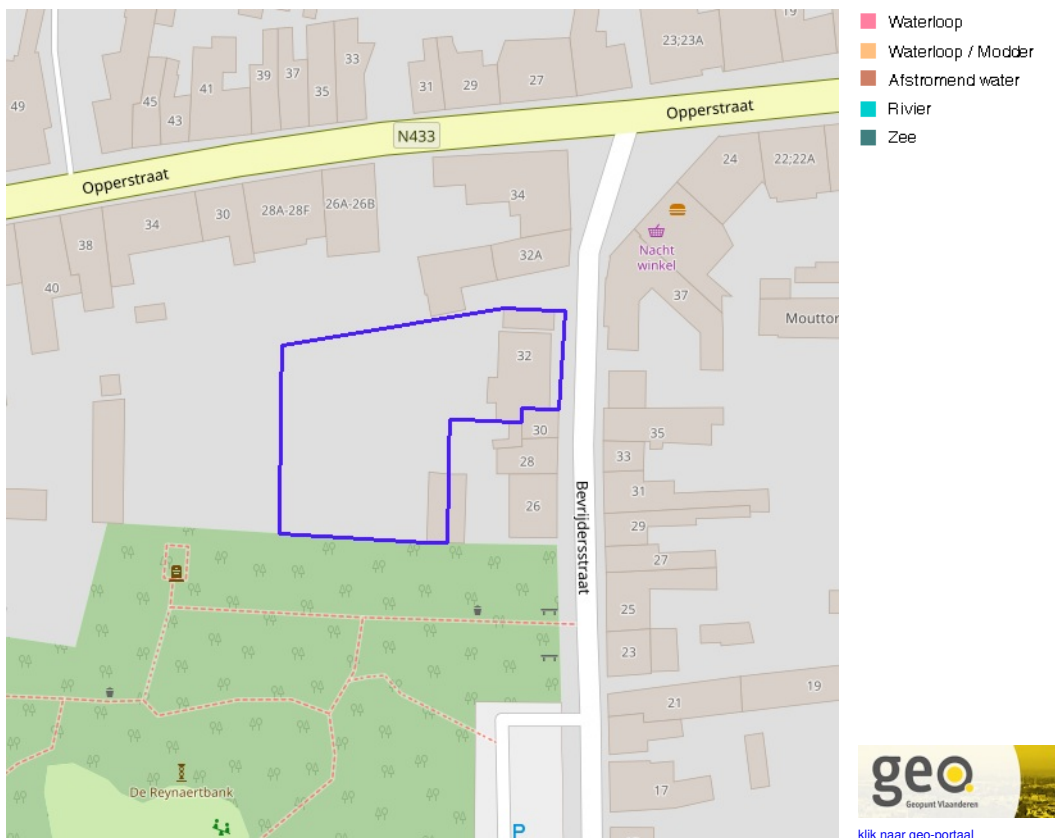 19
33
23;23A
39
37
31
29
27
41
35
49
45
43
N433
Opperstraat
Opperstraat
24
22;22A
34
34
26A-26B
28A-28F
30
38
32A
Nacht
winkel
40
37
Mouttor
32
30
35
33
28
31
26
29
Bevrijdersstraat
27
25
23
19
21
De Reynaertbank
17
P
Waterloop
Waterloop / Modder
Afstromend water
Rivier
Zee
geo
Geopunt Vlaanderen
klik naar geo-portaal